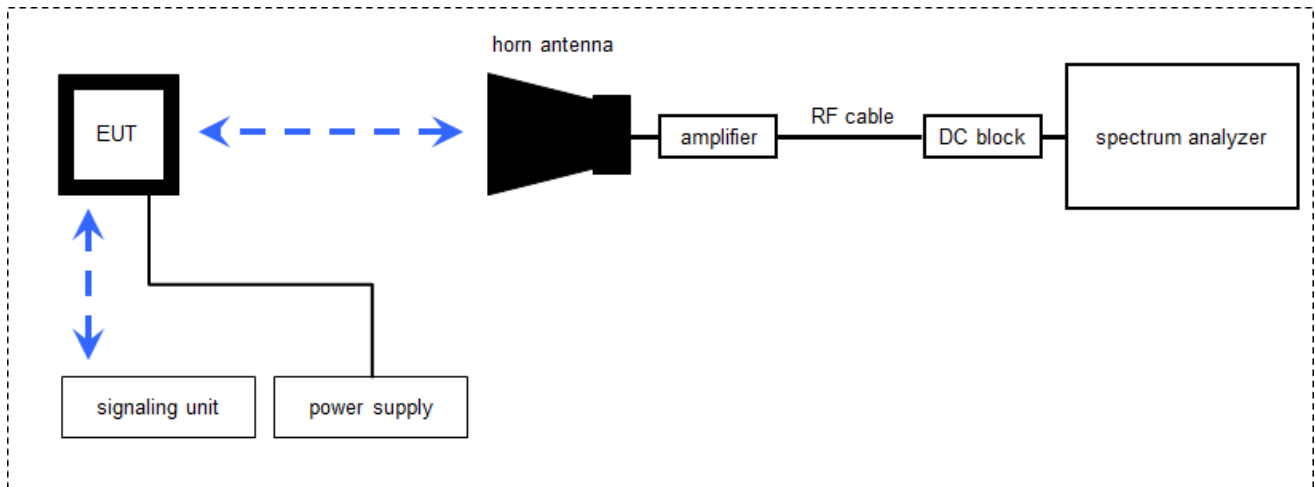 horn antenna
EUT
amplifier
RF cable
DC block
spectrum analyzer
signaling unit
power supply